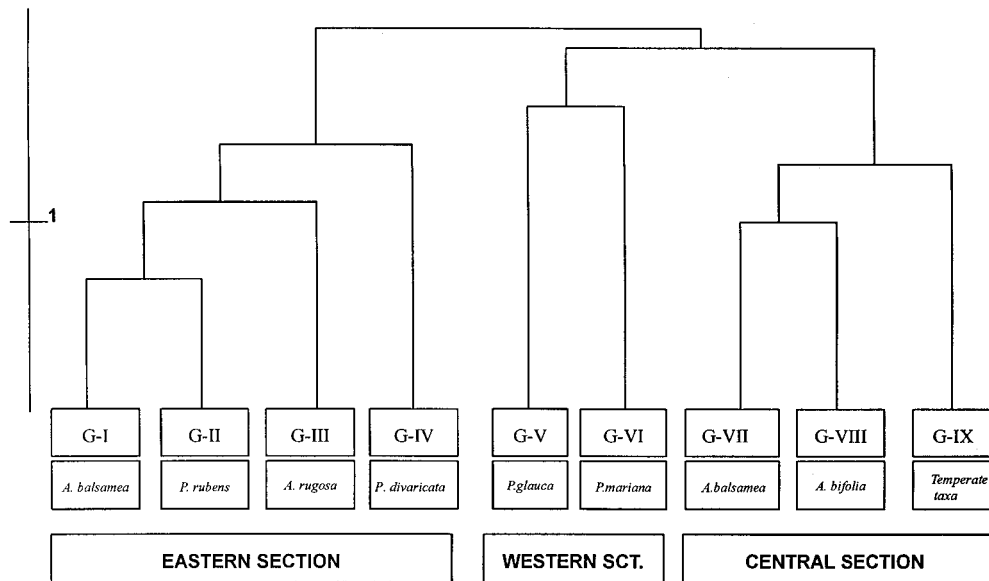 1
G-I G-II G-III G-IV G-V G-VI G-VII G-VIII G-IX
A. balsamea P. rubens A. rugosa P. divaricata P.glauca P.mariana A.balsamea A. bifolia Temperate
taxa
EASTERN SECTION WESTERN SCT. CENTRAL SECTION